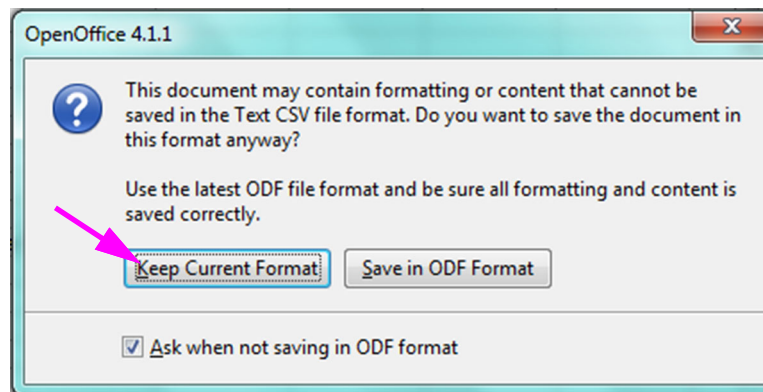 OpenOffice 4.1.1
This document may contain formatting or content that cannot be
saved in the Text CSV file format. Do you want to save the document in
this format anyway?
Use the latest ODF file format and be sure all formatting and content is
saved correctly.
Keep Current Format Save in ODF Format
Ask when not saving in ODF format